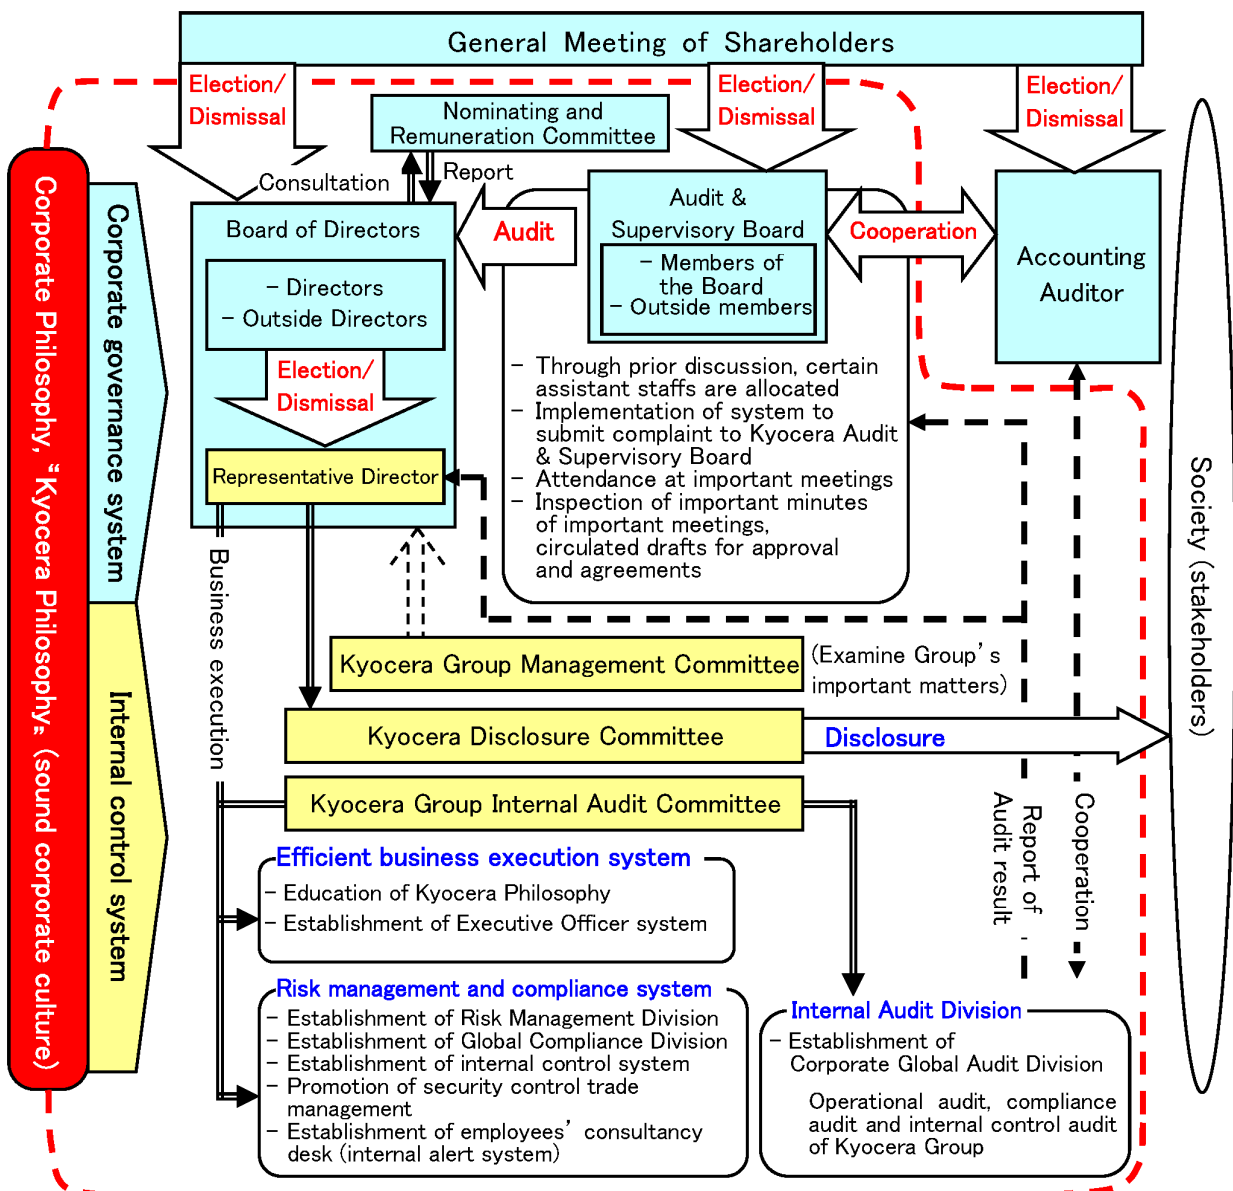 General Meeting of Shareholders
Election/
Dismissal
Election/
Dismissal
Election/
Dismissal
Nominating and
Remuneration Committee
Consultation
Report
Board of Directors
- Directors
- Outside Directors
Election/
Dismissal
Representative Director
Audit
Audit &
Supervisory Board
- Members of
the Board
- Outside members
Cooperation
Accounting
Auditor
- Through prior discussion, certain
assistant staffs are allocated
- Implementation of system to
submit complaint to Kyocera Audit
& Supervisory Board
- Attendance at important meetings
- Inspection of important minutes
of important meetings,
circulated drafts for approval
and agreements
Corporate Philosophy, "Kyocera Philosophy" (sound corporate culture)
Corporate governance system
Internal control system
Business execution
Society (stakeholders)
Kyocera Group Management Committee
(Examine Group's
important matters)
Kyocera Disclosure Committee
Disclosure
Kyocera Group Internal Audit Committee
Report of
Audit result
Cooperation
Efficient business execution system
- Education of Kyocera Philosophy
- Establishment of Executive Officer system
Risk management and compliance system
- Establishment of Risk Management Division
- Establishment of Global Compliance Division
- Establishment of internal control system
- Promotion of security control trade
management
- Establishment of employees' consultancy
desk (internal alert system)
Internal Audit Division
- Establishment of
Corporate Global Audit Division
Operational audit, compliance
audit and internal control audit
of Kyocera Group